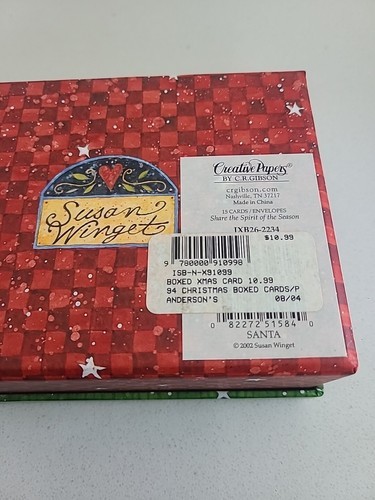 Susan
Winget
Creative Papers®
BY C.R.GIBSON
crgibson.com
Nashville, TN 37217
Made in China
15 CARDS / ENVELOPES
Share the Spirit of the Season
IXB26-2234
$10.99
9 780000 910998
ISB-N-X91099
BOXED XMAS CARD 10.99
94 CHRISTMAS BOXED CARDS/P
ANDERSON'S 08/04
0 82272 51584 0
SANTA
© 2002 Susan Winget